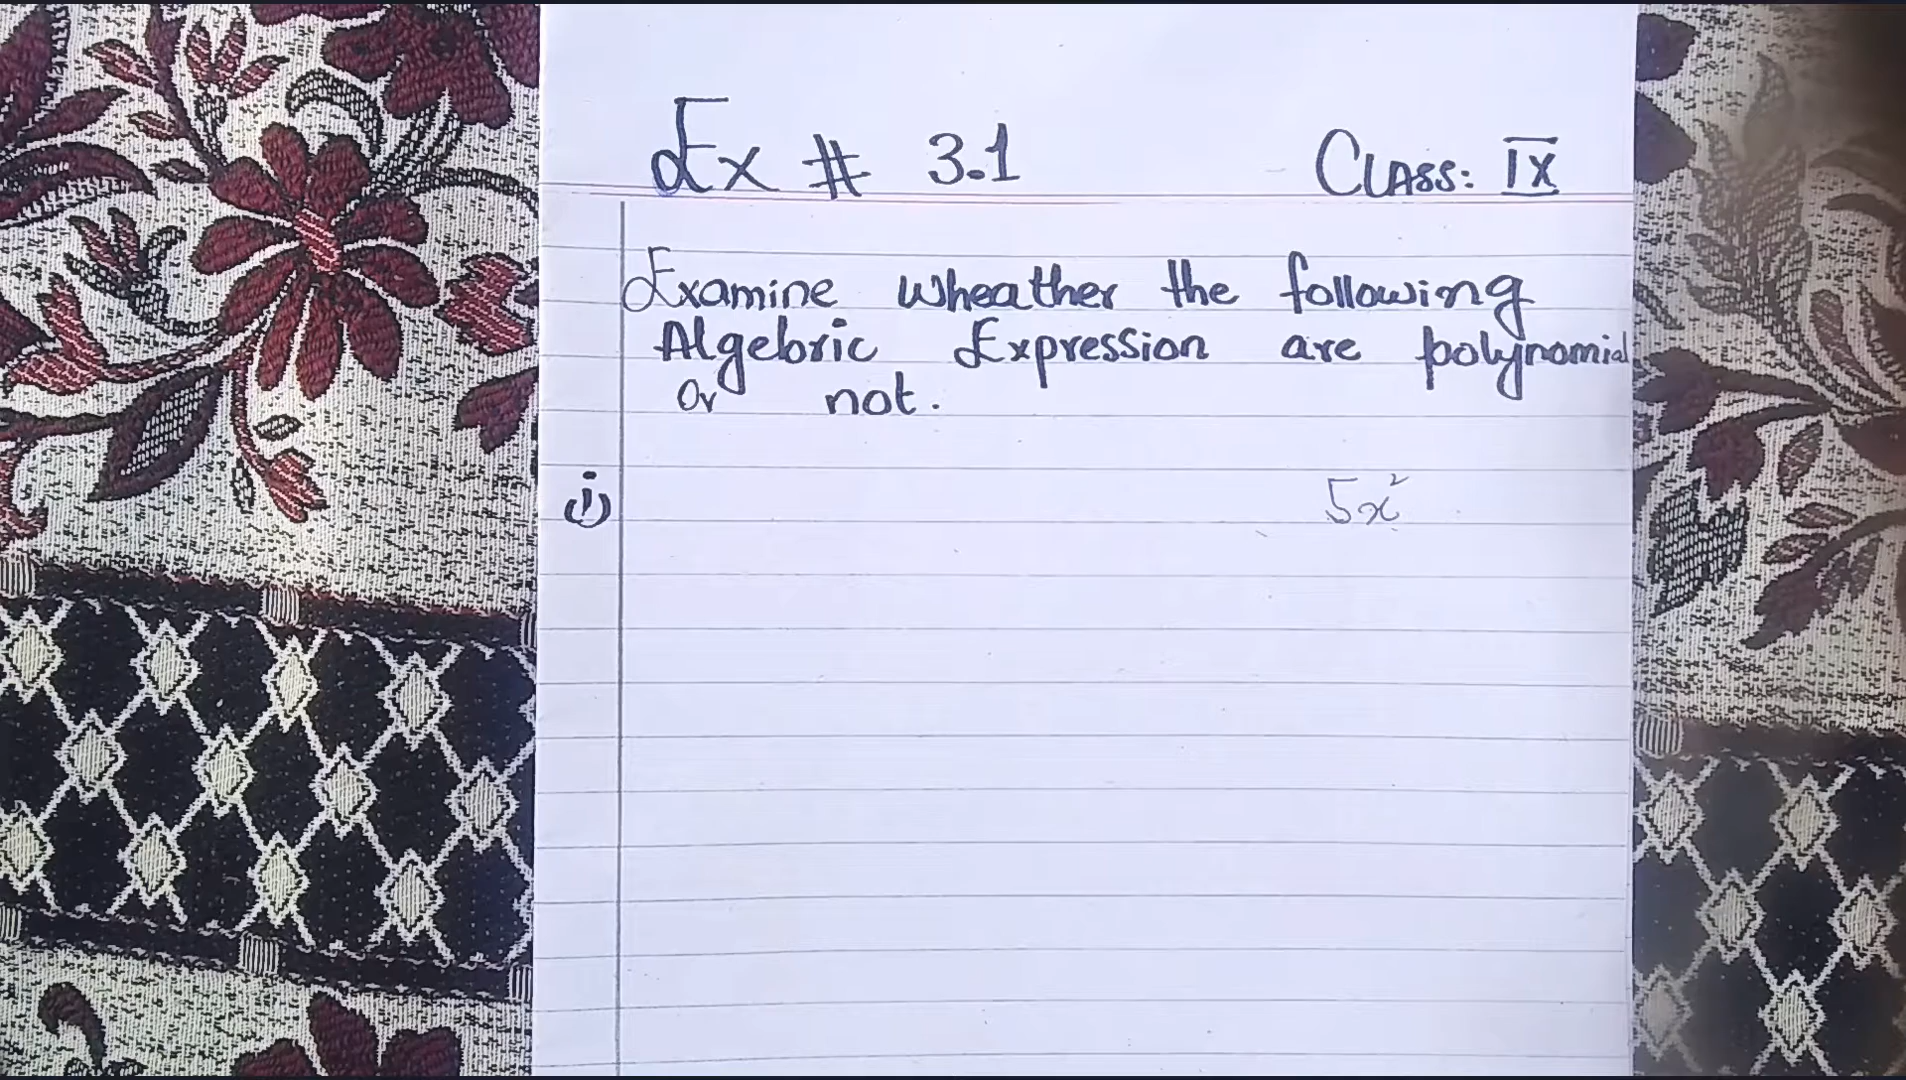 Ex # 3.1 Class: IX
Examine wheather the following
Algebric Expression are polynomial
or not.
(i) 5x²